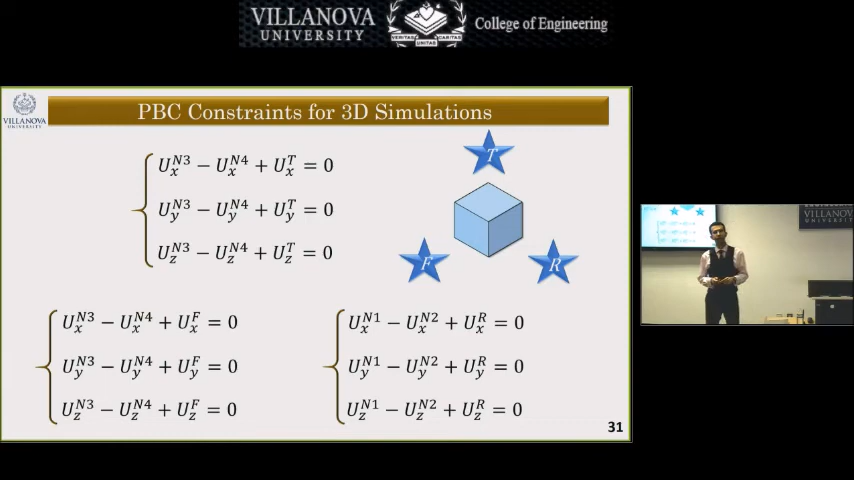 VILLANOVA
UNIVERSITY
VERITAS
UNITAS
CARITAS
College of Engineering
VILLANOVA
UNIVERSITY
PBC Constraints for 3D Simulations
T
F
R
U_x^{N3} − U_x^{N4} + U_x^T = 0
U_y^{N3} − U_y^{N4} + U_y^T = 0
U_z^{N3} − U_z^{N4} + U_z^T = 0
U_x^{N3} − U_x^{N4} + U_x^F = 0
U_y^{N3} − U_y^{N4} + U_y^F = 0
U_z^{N3} − U_z^{N4} + U_z^F = 0
U_x^{N1} − U_x^{N2} + U_x^R = 0
U_y^{N1} − U_y^{N2} + U_y^R = 0
U_z^{N1} − U_z^{N2} + U_z^R = 0
31
VILLANOVA